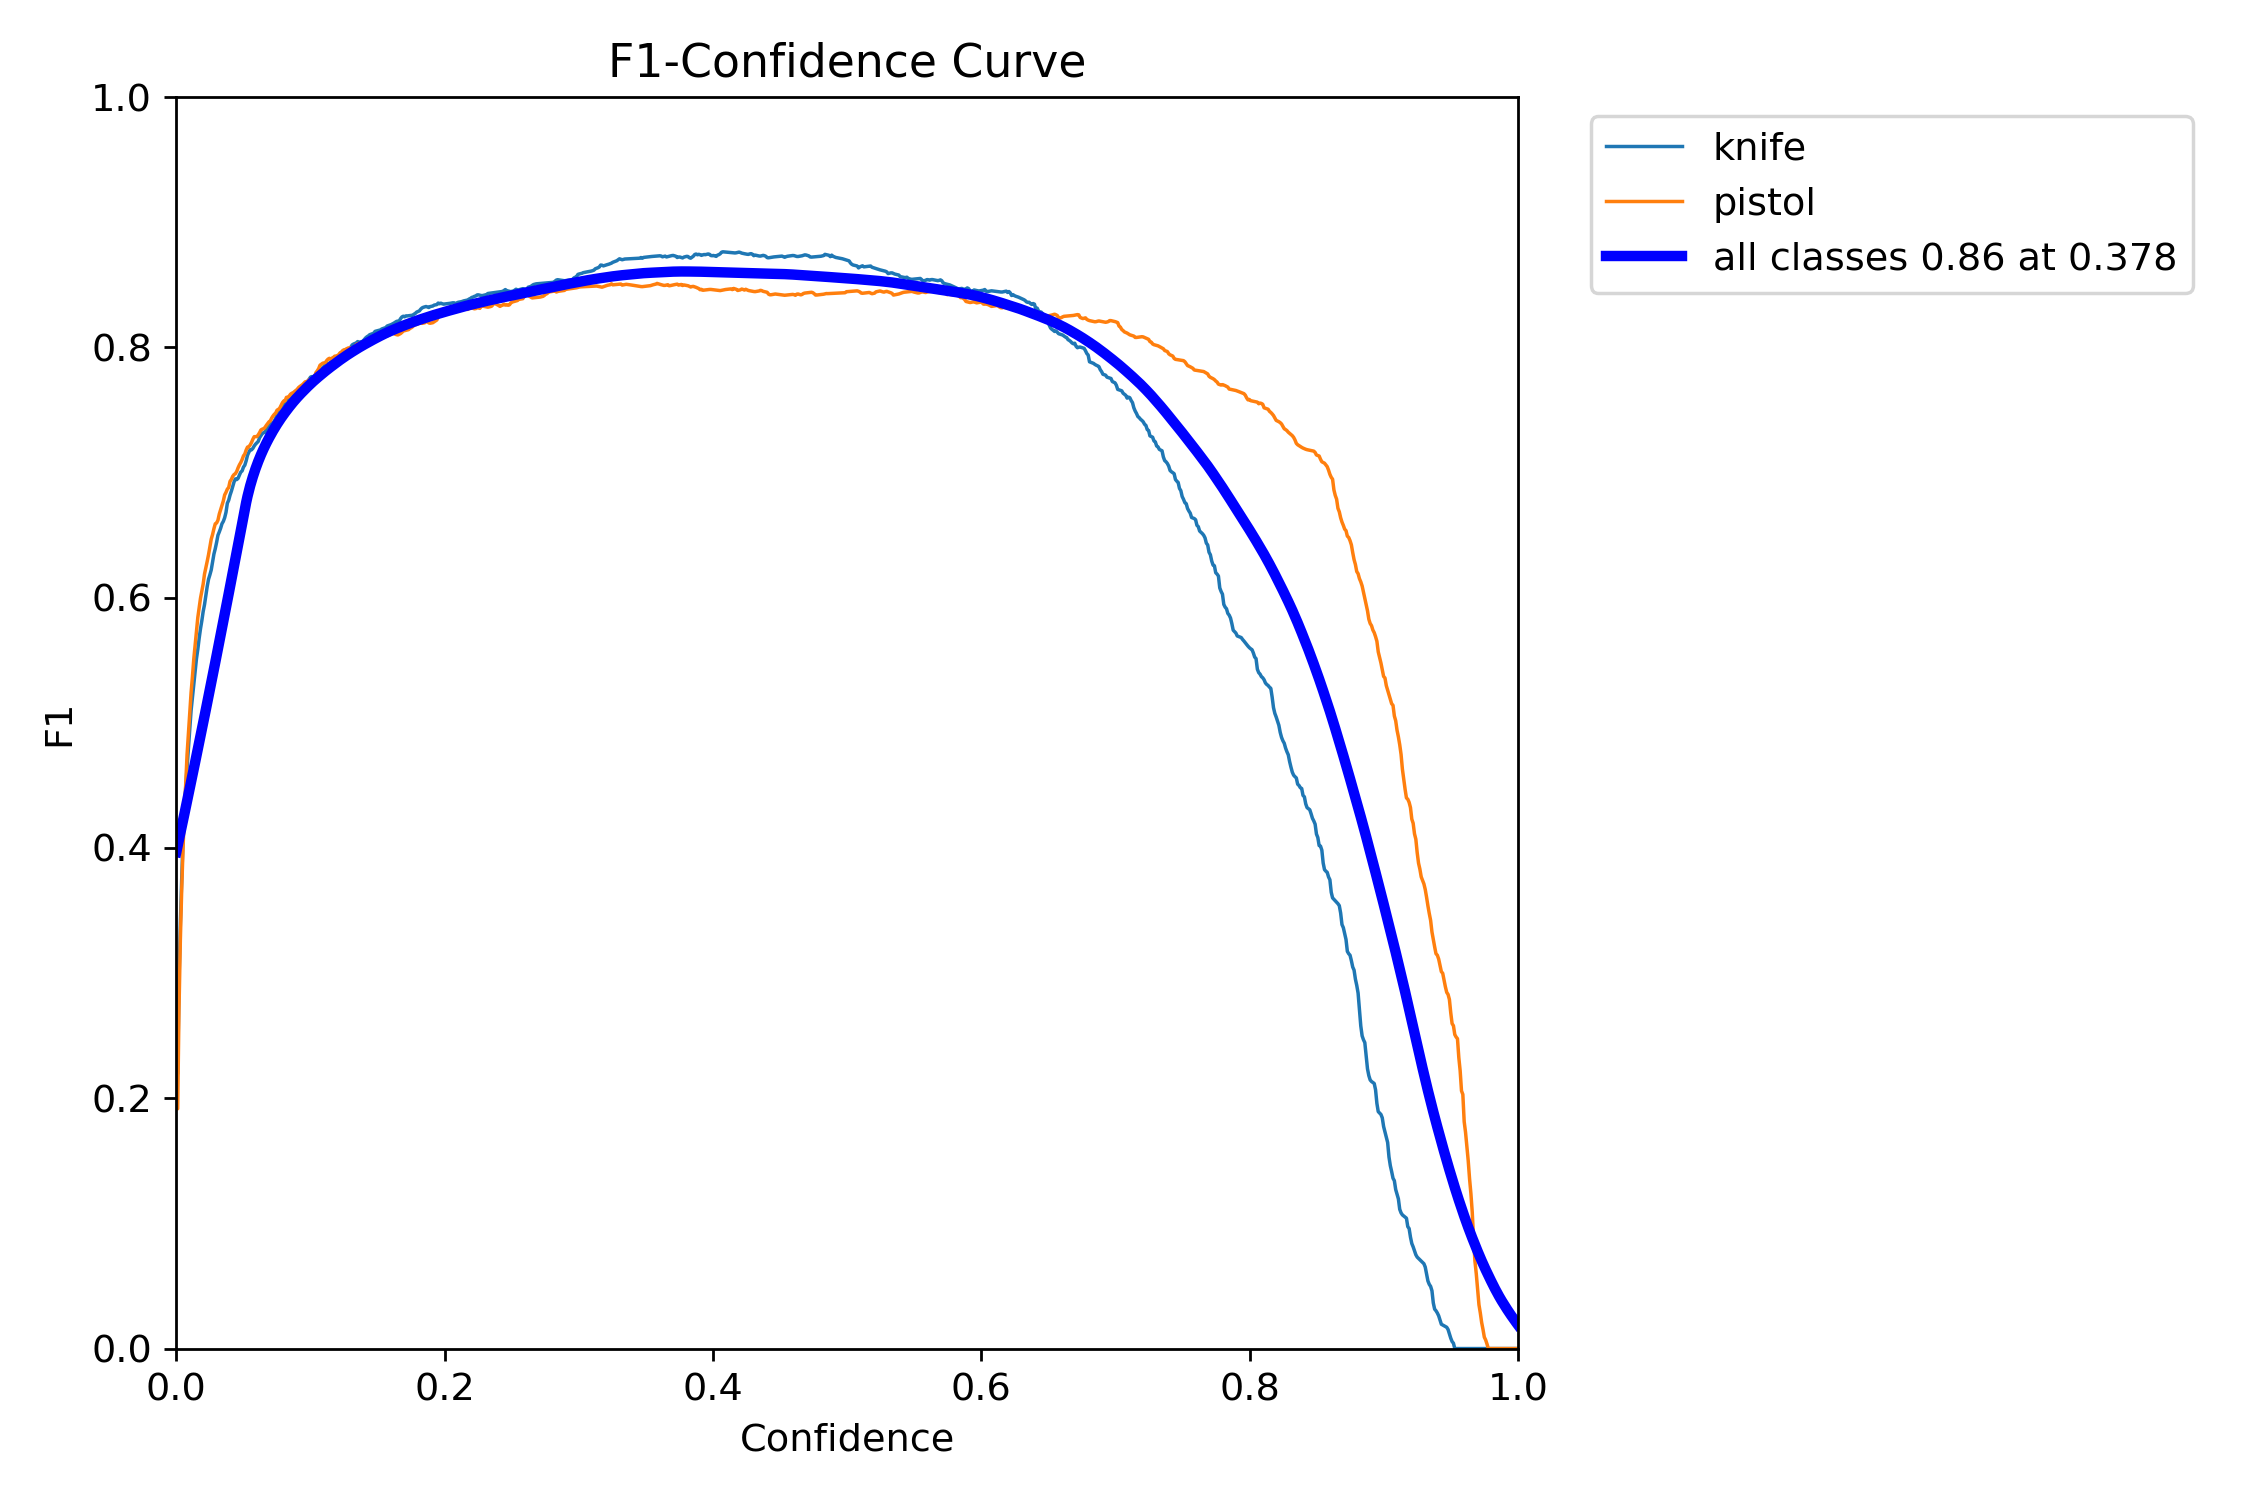 F1-Confidence Curve
knife
pistol
all classes 0.86 at 0.378
F1
1.0
0.8
0.6
0.4
0.2
0.0
0.0 0.2 0.4 0.6 0.8 1.0
Confidence